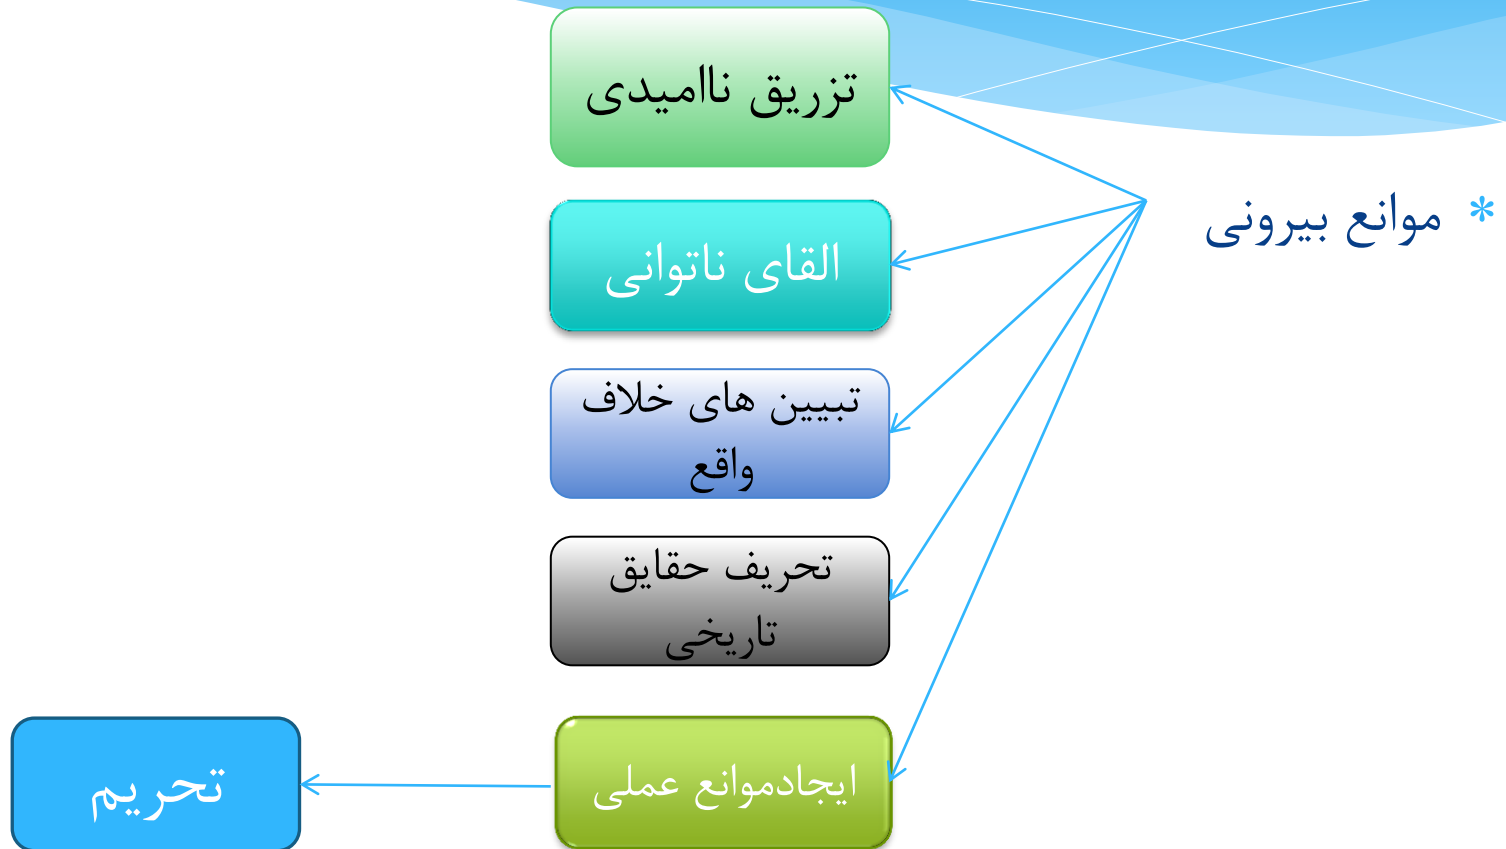 * موانع بیرونی
تزریق ناامیدی
القای ناتوانی
تبیین های خلاف
واقع
تحریف حقایق
تاریخی
ایجادموانع عملی
تحریم